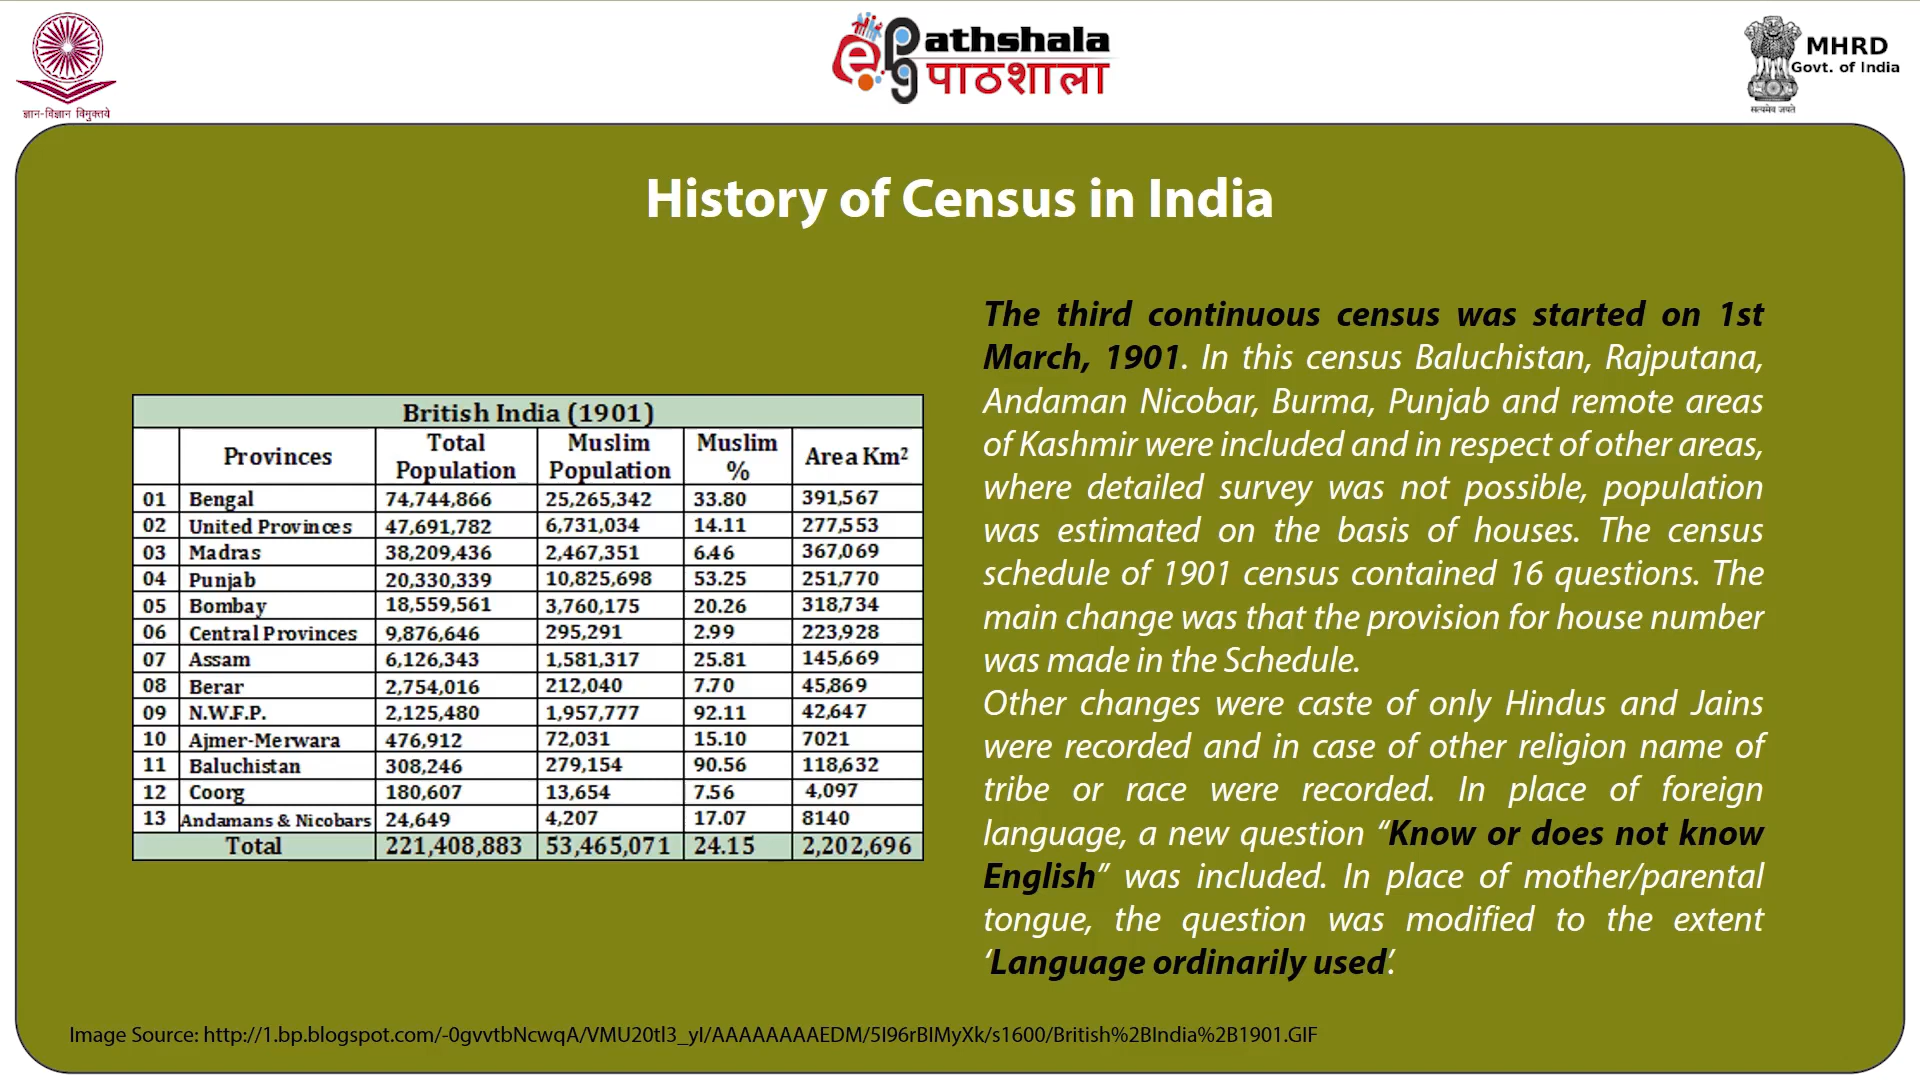 ज्ञान-विज्ञान विमुक्तये
e
Pg
athshala
पाठशाला
MHRD
Govt. of India
सत्यमेव जयते
History of Census in India
British India (1901)
Provinces Total Population Muslim Population Muslim % Area Km²
01 Bengal 74,744,866 25,265,342 33.80 391,567
02 United Provinces 47,691,782 6,731,034 14.11 277,553
03 Madras 38,209,436 2,467,351 6.46 367,069
04 Punjab 20,330,339 10,825,698 53.25 251,770
05 Bombay 18,559,561 3,760,175 20.26 318,734
06 Central Provinces 9,876,646 295,291 2.99 223,928
07 Assam 6,126,343 1,581,317 25.81 145,669
08 Berar 2,754,016 212,040 7.70 45,869
09 N.W.F.P. 2,125,480 1,957,777 92.11 42,647
10 Ajmer-Merwara 476,912 72,031 15.10 7021
11 Baluchistan 308,246 279,154 90.56 118,632
12 Coorg 180,607 13,654 7.56 4,097
13 Andamans & Nicobars 24,649 4,207 17.07 8140
Total 221,408,883 53,465,071 24.15 2,202,696
The third continuous census was started on 1st
March, 1901. In this census Baluchistan, Rajputana,
Andaman Nicobar, Burma, Punjab and remote areas
of Kashmir were included and in respect of other areas,
where detailed survey was not possible, population
was estimated on the basis of houses. The census
schedule of 1901 census contained 16 questions. The
main change was that the provision for house number
was made in the Schedule.
Other changes were caste of only Hindus and Jains
were recorded and in case of other religion name of
tribe or race were recorded. In place of foreign
language, a new question “Know or does not know
English” was included. In place of mother/parental
tongue, the question was modified to the extent
‘Language ordinarily used’.
Image Source: http://1.bp.blogspot.com/-0gvvtbNcwqA/VMU20tl3_yI/AAAAAAAAEDM/5I96rBIMyXk/s1600/British%2BIndia%2B1901.GIF